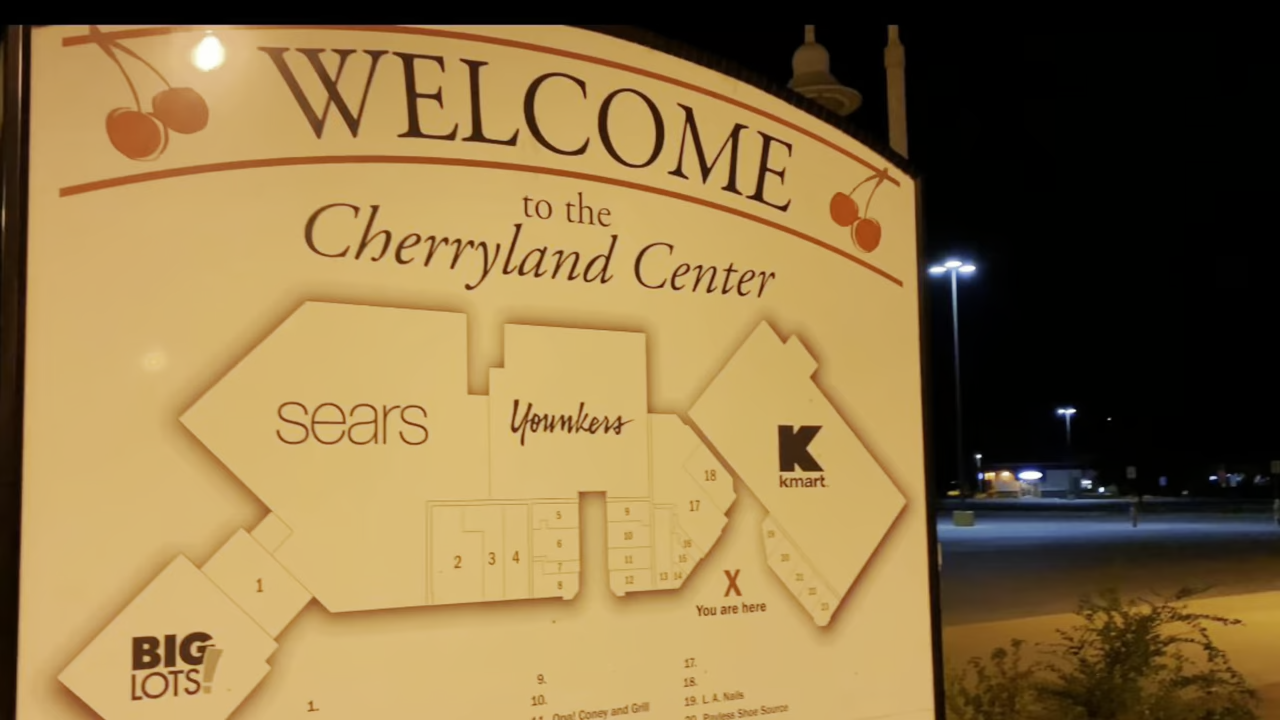 WELCOME
to the
Cherryland Center
sears
Younkers
K
kmart
18
17
5
9
2
3
4
6
10
16
19
7
11
15
20
8
12
13
14
21
22
23
1
X
You are here
BIG
LOTS!
1.
9.
10.
11. Opal Coney and Grill
17.
18.
19. L.A. Nails
20. Payless Shoe Source